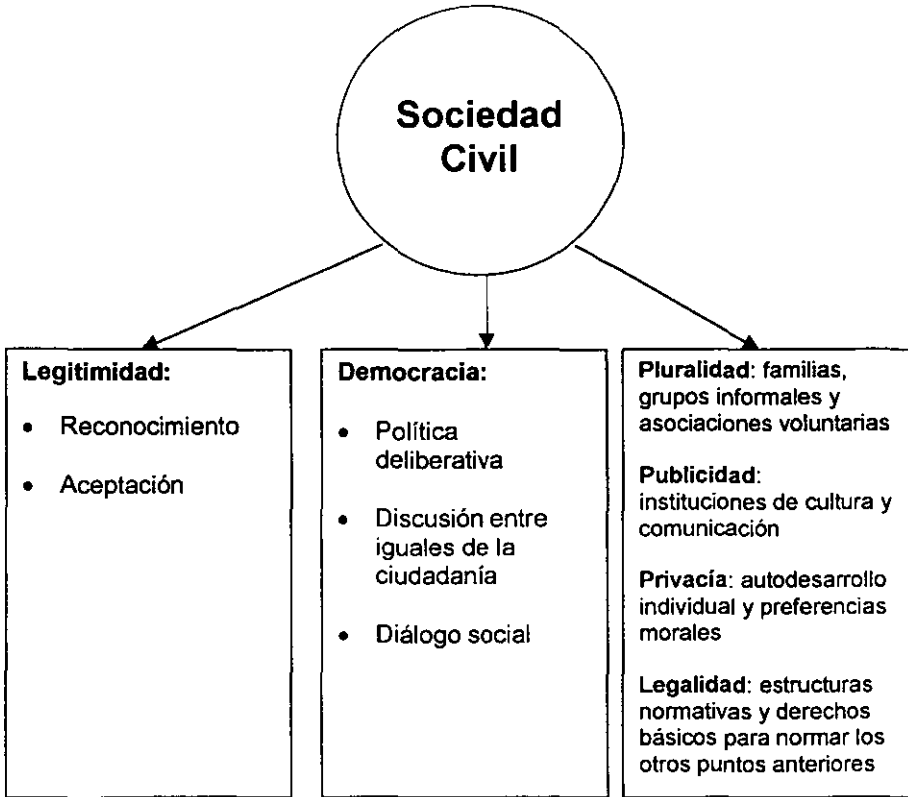 Sociedad
Civil
Legitimidad:
• Reconocimiento
• Aceptación
Democracia:
• Política
deliberativa
• Discusión entre
iguales de la
ciudadanía
• Diálogo social
Pluralidad: familias,
grupos informales y
asociaciones voluntarias
Publicidad:
instituciones de cultura y
comunicación
Privacía: autodesarrollo
individual y preferencias
morales
Legalidad: estructuras
normativas y derechos
básicos para normar los
otros puntos anteriores